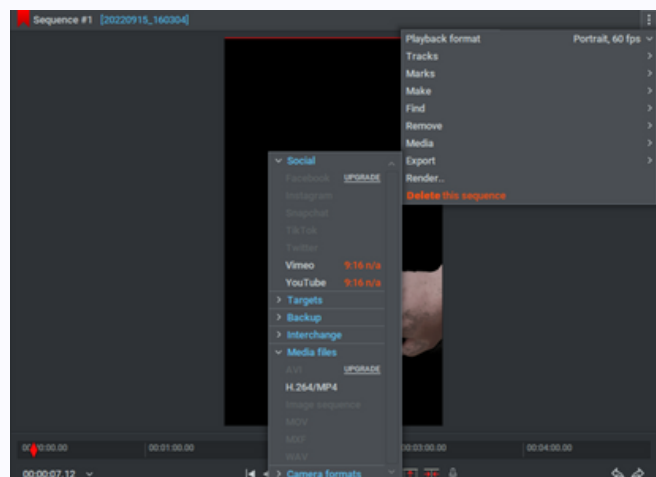 Sequence #1 [20220915_160304]
Playback format Portrait, 60 fps
Tracks
Marks
Make
Find
Remove
Media
Export
Render..
Delete this sequence
Social
Facebook UPGRADE
Instagram
Snapchat
TikTok
Twitter
Vimeo 9:16 n/a
YouTube 9:16 n/a
Targets
Backup
Interchange
Media files
AVI UPGRADE
H.264/MP4
Image sequence
MOV
MXF
WAV
Camera formats
00:01:00.00
00:03:00.00
00:04:00.00
00:00:07.12